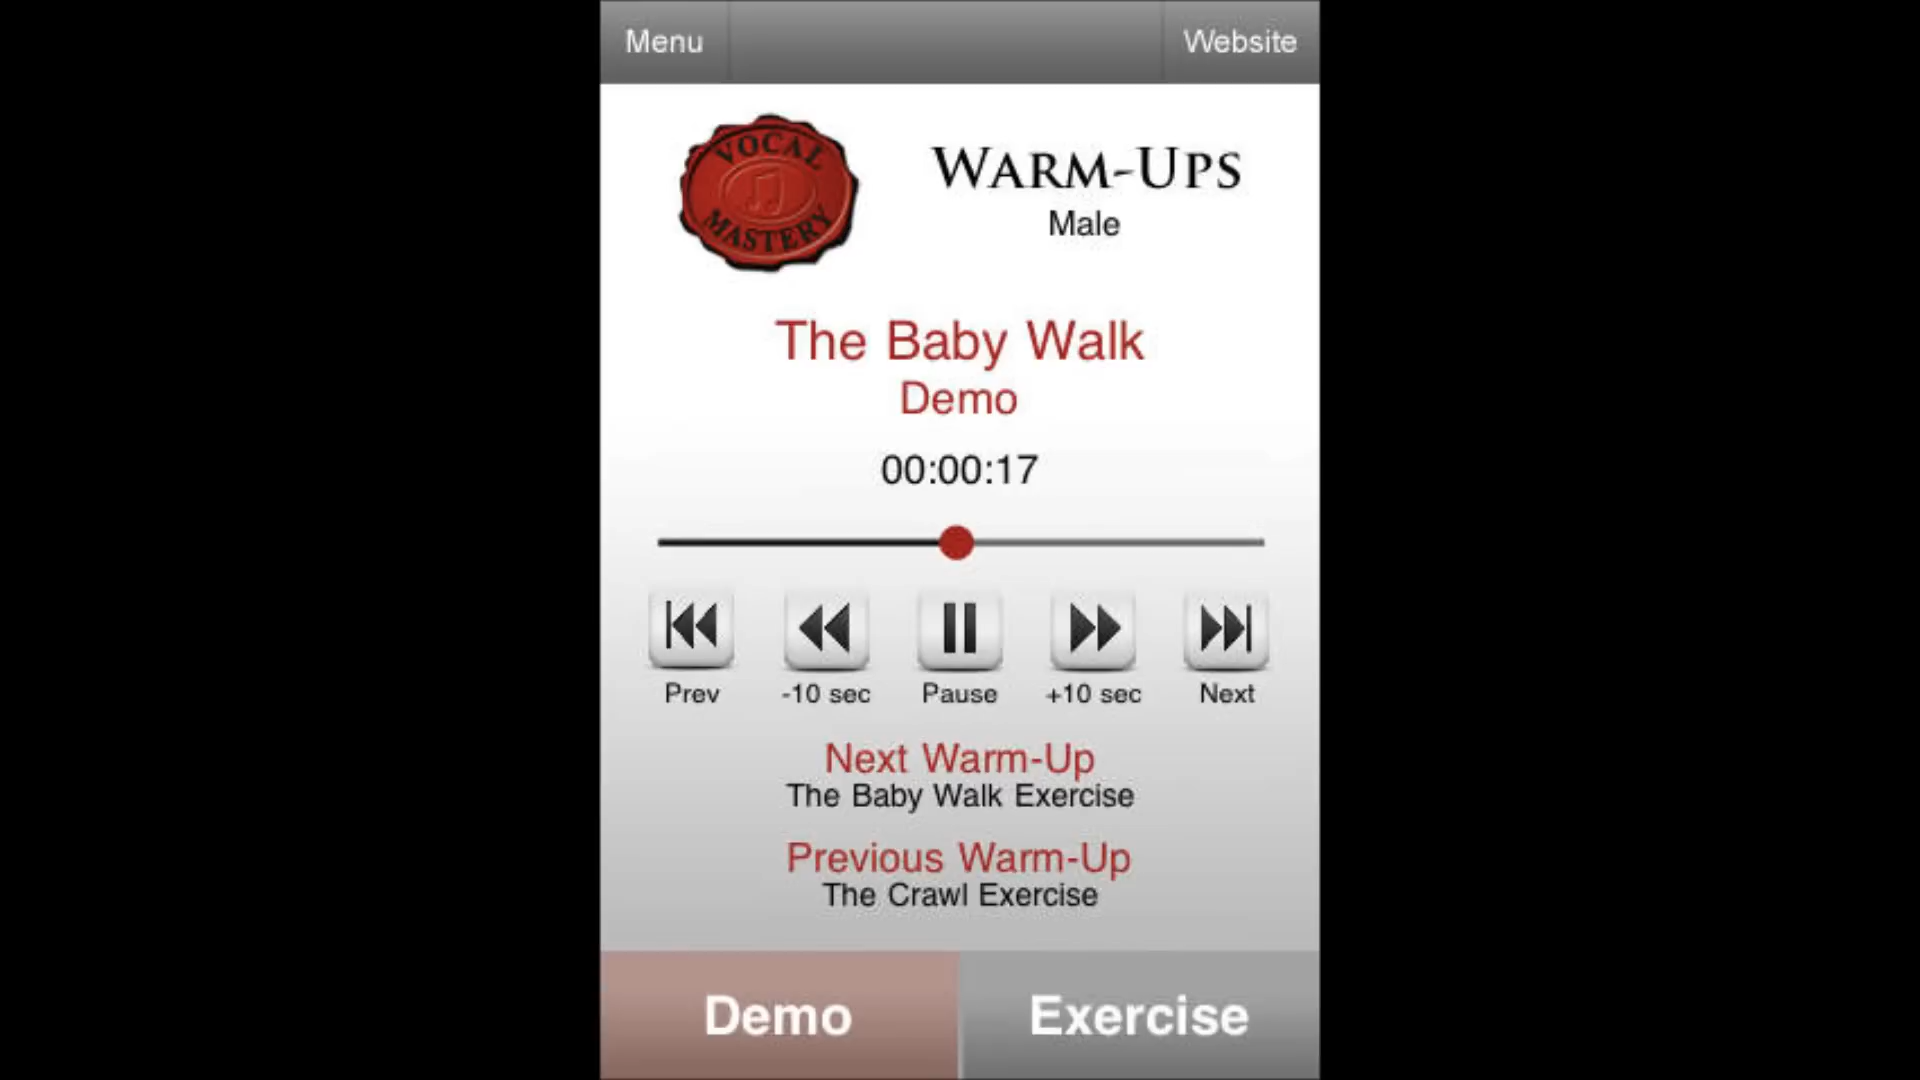 Menu
Website
VOCAL
MASTERY
WARM-UPS
Male
The Baby Walk
Demo
00:00:17
Prev
-10 sec
Pause
+10 sec
Next
Next Warm-Up
The Baby Walk Exercise
Previous Warm-Up
The Crawl Exercise
Demo
Exercise